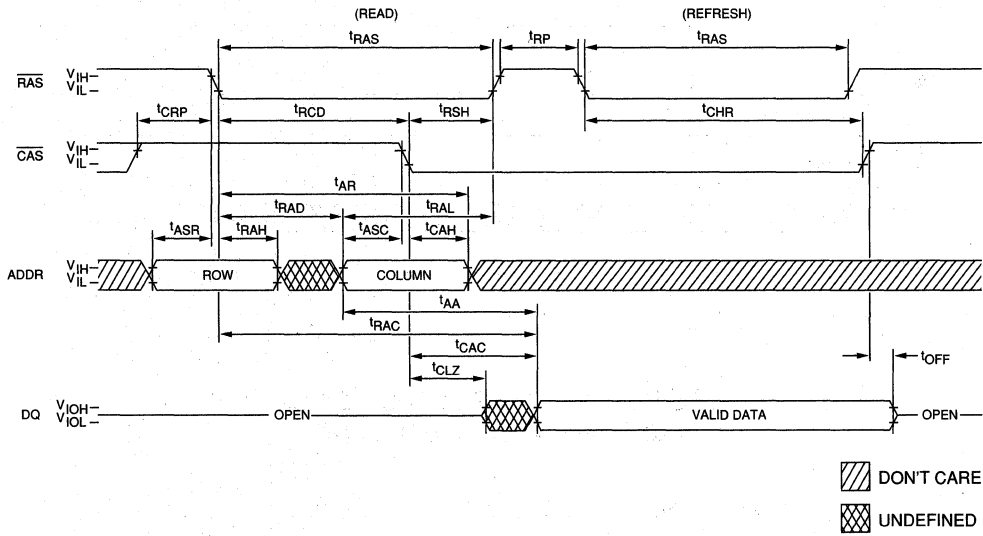 (READ) (REFRESH)
tRAS tRP tRAS
RAS VIH VIL
tCRP tRCD tRSH tCHR
CAS VIH VIL
tAR
tRAD tRAL
tASR tRAH tASC tCAH
ADDR VIH VIL ROW COLUMN
tAA
tRAC
tCAC
tCLZ tOFF
DQ VIOH VIOL OPEN VALID DATA OPEN
DON'T CARE
UNDEFINED